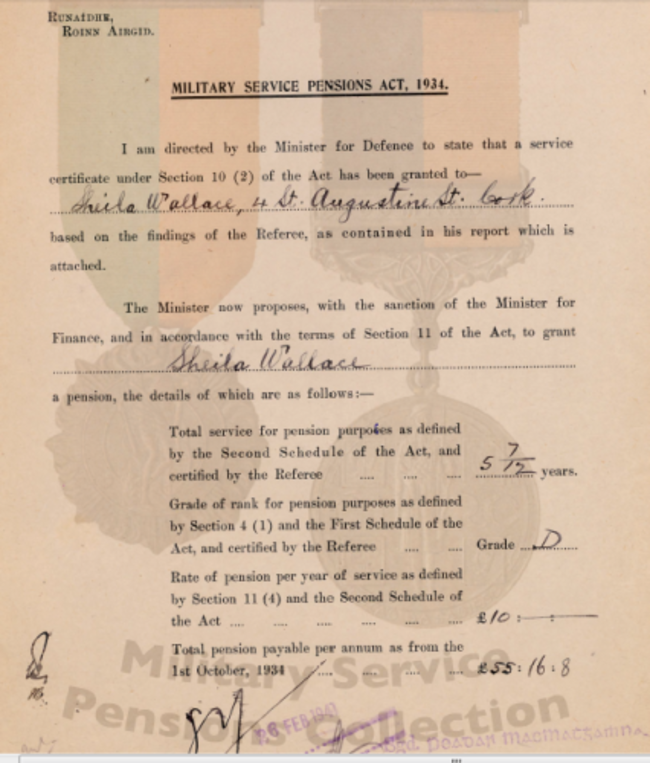 RUNAIDHE,
ROINN AIRGID.
MILITARY SERVICE PENSIONS ACT, 1934.
I am directed by the Minister for Defence to state that a service
certificate under Section 10 (2) of the Act has been granted to—
Sheila Wallace, 4 St. Augustine St. Cork.
based on the findings of the Referee, as contained in his report which is
attached.
The Minister now proposes, with the sanction of the Minister for
Finance, and in accordance with the terms of Section 11 of the Act, to grant
Sheila Wallace
a pension, the details of which are as follows:—
Total service for pension purposes as defined
by the Second Schedule of the Act, and
certified by the Referee .... .... .... 5 7/12 years.
Grade of rank for pension purposes as defined
by Section 4 (1) and the First Schedule of the
Act, and certified by the Referee .... .... Grade D
Rate of pension per year of service as defined
by Section 11 (4) and the Second Schedule of
the Act .... .... .... .... .... £10 : — : —
Total pension payable per annum as from the
1st October, 1934 .... .... .... .... £55 : 16 : 8
Military Service
Pensions Collection
26 FEB 1941